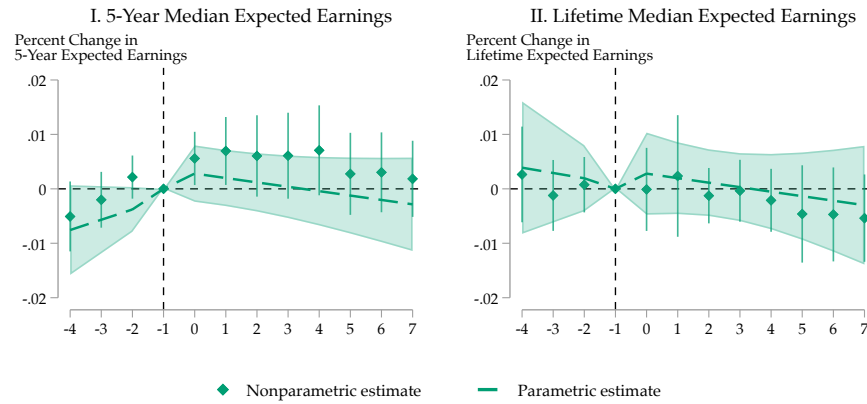 I. 5-Year Median Expected Earnings
Percent Change in
5-Year Expected Earnings
.02
.01
0
-.01
-.02
-4 -3 -2 -1 0 1 2 3 4 5 6 7
II. Lifetime Median Expected Earnings
Percent Change in
Lifetime Expected Earnings
.02
.01
0
-.01
-.02
-4 -3 -2 -1 0 1 2 3 4 5 6 7
Nonparametric estimate Parametric estimate